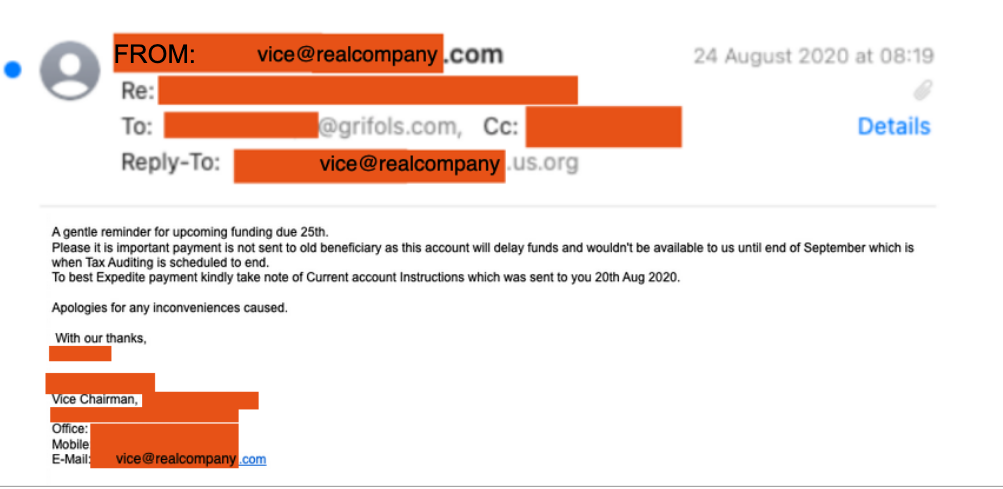 FROM: vice@realcompany.com
24 August 2020 at 08:19
Re:
To: @grifols.com, Cc:
Details
Reply-To: vice@realcompany.us.org
A gentle reminder for upcoming funding due 25th.
Please it is important payment is not sent to old beneficiary as this account will delay funds and wouldn't be available to us until end of September which is
when Tax Auditing is scheduled to end.
To best Expedite payment kindly take note of Current account Instructions which was sent to you 20th Aug 2020.
Apologies for any inconveniences caused.
With our thanks,
Vice Chairman,
Office:
Mobile
E-Mail: vice@realcompany.com